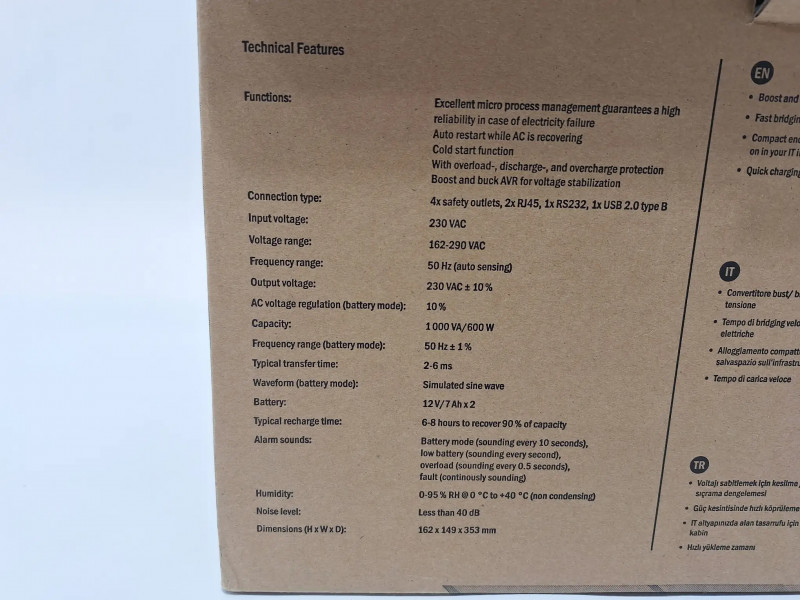 Technical Features
Functions:
Excellent micro process management guarantees a high
reliability in case of electricity failure
Auto restart while AC is recovering
Cold start function
With overload-, discharge-, and overcharge protection
Boost and buck AVR for voltage stabilization
Connection type: 4x safety outlets, 2x RJ45, 1x RS232, 1x USB 2.0 type B
Input voltage: 230 VAC
Voltage range: 162-290 VAC
Frequency range: 50 Hz (auto sensing)
Output voltage: 230 VAC ± 10 %
AC voltage regulation (battery mode): 10 %
Capacity: 1 000 VA/600 W
Frequency range (battery mode): 50 Hz ± 1 %
Typical transfer time: 2-6 ms
Waveform (battery mode): Simulated sine wave
Battery: 12 V/7 Ah x 2
Typical recharge time: 6-8 hours to recover 90 % of capacity
Alarm sounds: Battery mode (sounding every 10 seconds),
low battery (sounding every second),
overload (sounding every 0.5 seconds),
fault (continously sounding)
Humidity: 0-95 % RH @ 0 °C to +40 °C (non condensing)
Noise level: Less than 40 dB
Dimensions (H x W x D): 162 x 149 x 353 mm
EN
• Boost and
• Fast bridging
• Compact
on in your IT
• Quick charging
IT
• Convertitore bust/
tensione
• Tempo di bridging
elettriche
• Alloggiamento
salvaspazio
• Tempo di carica veloce
TR
• Voltajı sabitlemek için
sıçrama dengelemesi
• Güç kesintisinde hızlı köprüleme
• IT altyapınızda alan tasarrufu için
kabin
• Hızlı yükleme zamanı